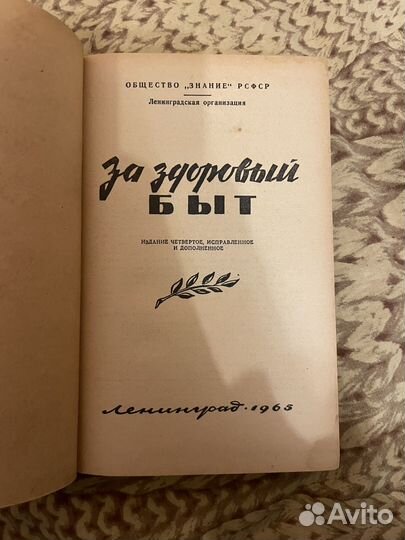 ОБЩЕСТВО „ЗНАНИЕ" РСФСР
Ленинградская организация
За здоровый
БЫТ
ИЗДАНИЕ ЧЕТВЕРТОЕ, ИСПРАВЛЕННОЕ
И ДОПОЛНЕННОЕ
Ленинград · 1965
Avito